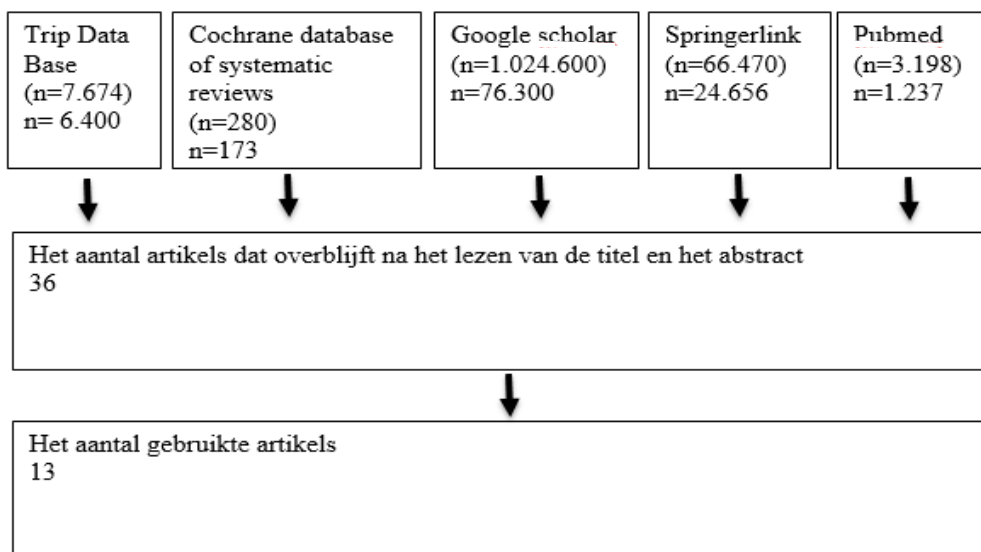 Trip Data
Base
(n=7.674)
n= 6.400
Cochrane database
of systematic
reviews
(n=280)
n=173
Google scholar
(n=1.024.600)
n=76.300
Springerlink
(n=66.470)
n=24.656
Pubmed
(n=3.198)
n=1.237
Het aantal artikels dat overblijft na het lezen van de titel en het abstract
36
Het aantal gebruikte artikels
13